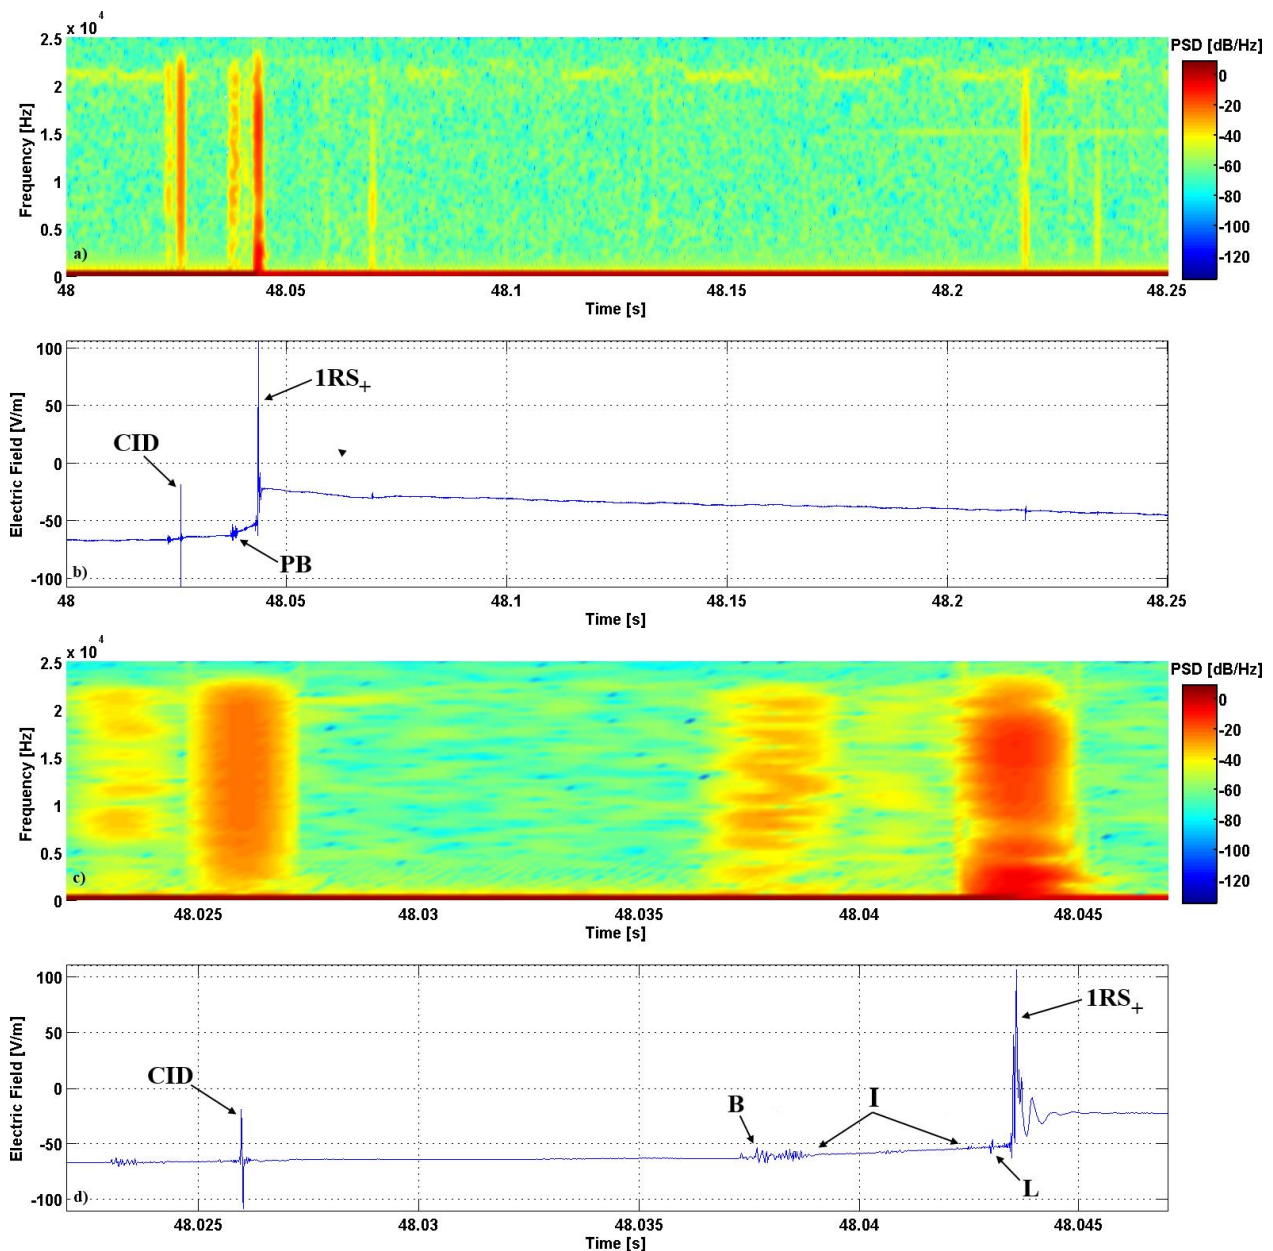 x 10⁴
PSD [dB/Hz]
2.5
2
1.5
1
0.5
0
Frequency [Hz]
a)
0
-20
-40
-60
-80
-100
-120
48 48.05 48.1 48.15 48.2 48.25
Time [s]
100
50
0
-50
-100
Electric Field [V/m]
1RS+
CID
PB
b)
48 48.05 48.1 48.15 48.2 48.25
Time [s]
x 10⁴
PSD [dB/Hz]
2.5
2
1.5
1
0.5
0
Frequency [Hz]
c)
0
-20
-40
-60
-80
-100
-120
48.025 48.03 48.035 48.04 48.045
Time [s]
100
50
0
-50
-100
Electric Field [V/m]
1RS+
CID
B
I
L
d)
48.025 48.03 48.035 48.04 48.045
Time [s]